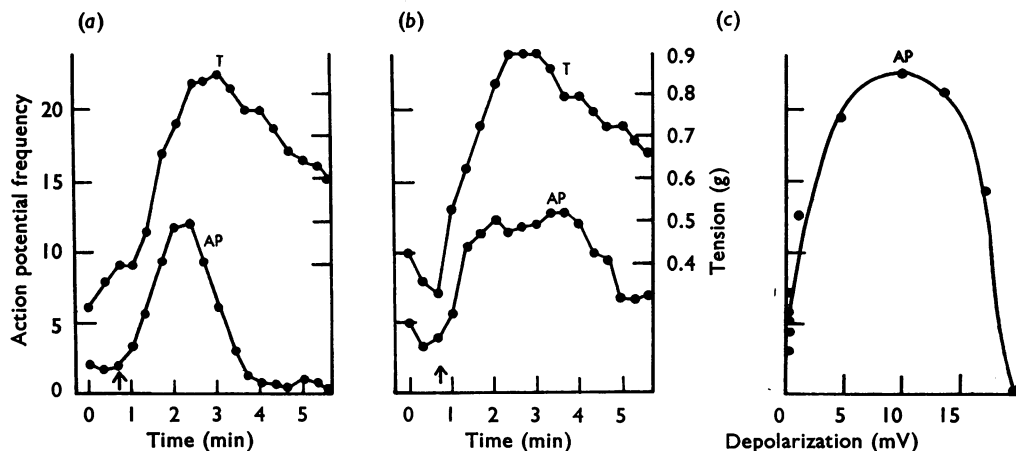 (a)
(b)
(c)
Action potential frequency
20
15
10
5
0
T
AP
0 1 2 3 4 5
Time (min)
T
AP
0 1 2 3 4 5
Time (min)
0.9
0.8
0.7
0.6
0.5
0.4
Tension (g)
AP
0 5 10 15
Depolarization (mV)